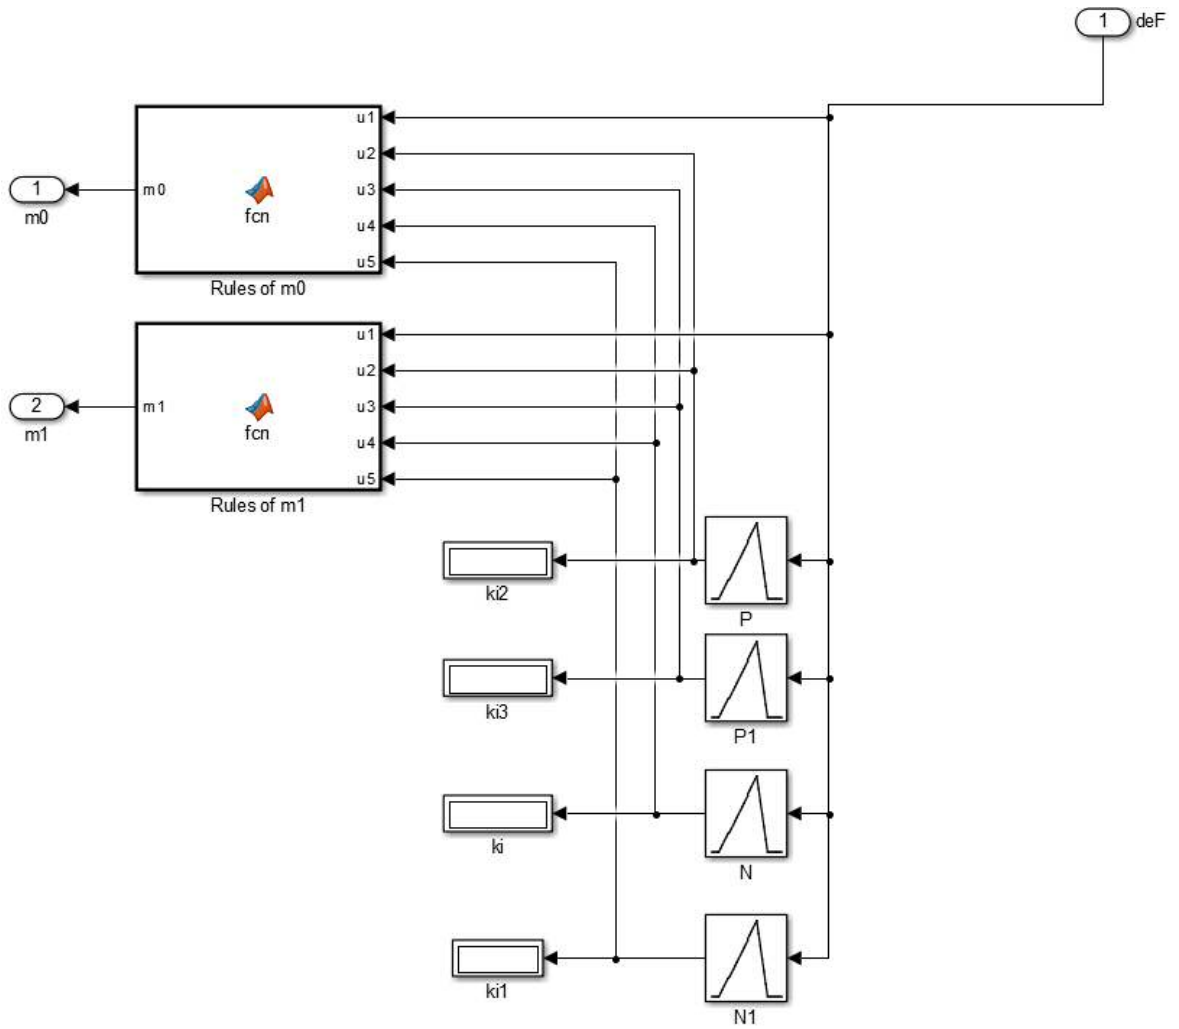 1 deF
u1
u2
1 m0 u3
m0 fcn
u4
u5
Rules of m0
u1
u2
2 m1 u3
m1 fcn
u4
u5
Rules of m1
ki2
P
ki3
P1
ki
N
ki1
N1